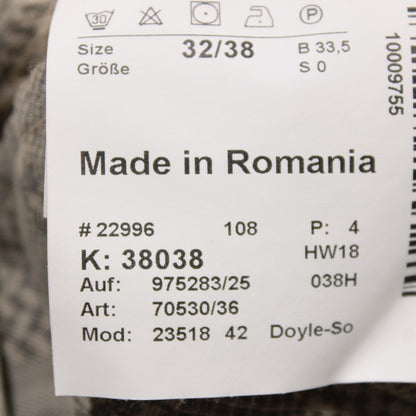 30 P
Size 32/38 B 33,5
Größe S 0
Made in Romania
# 22996 108 P: 4
K: 38038 HW18
Auf: 975283/25 038H
Art: 70530/36
Mod: 23518 42 Doyle-So
10009755